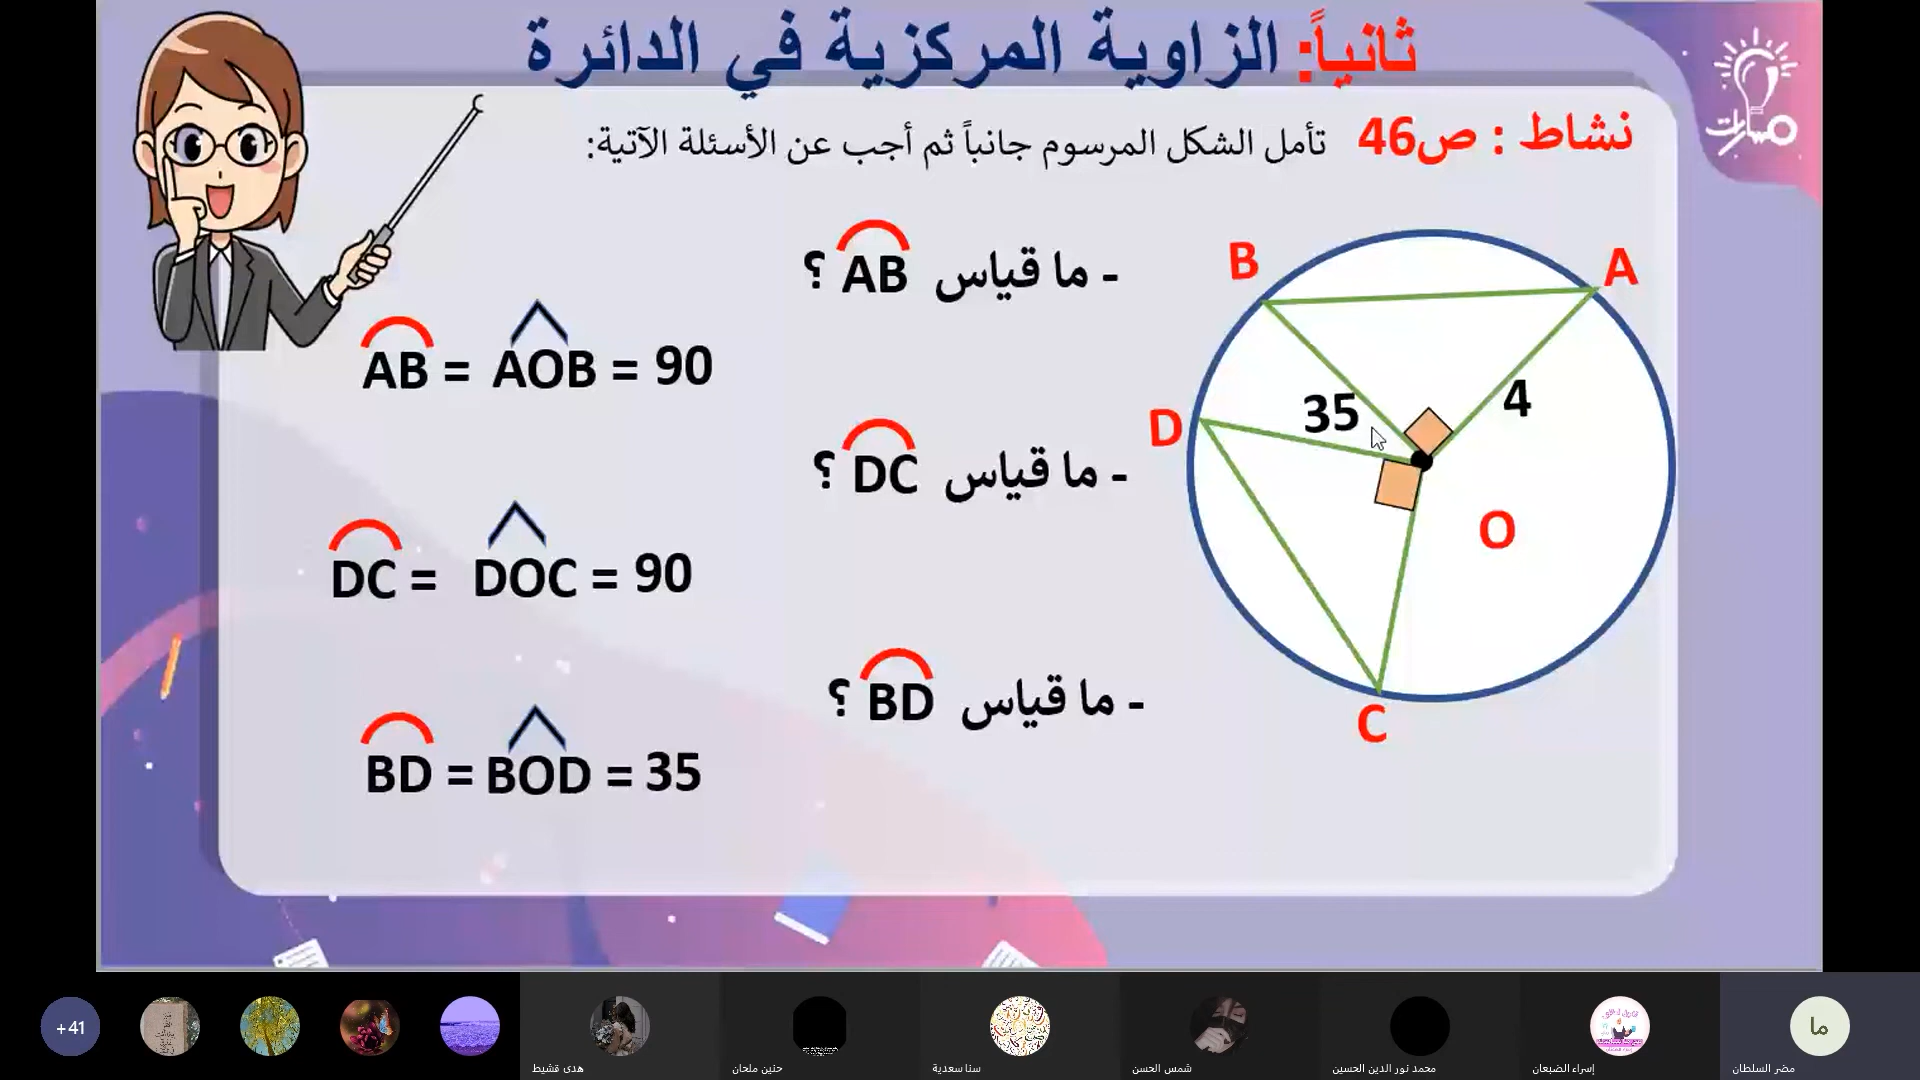 ثانياً: الزاوية المركزية في الدائرة
مسارات
نشاط : ص46 تأمل الشكل المرسوم جانباً ثم أجب عن الأسئلة الآتية:
- ما قياس AB ؟
AB = AOB = 90
- ما قياس DC ؟
DC = DOC = 90
- ما قياس BD ؟
BD = BOD = 35
B
A
D
35
4
O
C
+41
هدى قشيط
حنين ملحان
سنا سعدية
شمس الحسن
محمد نور الدين الحسين
إسراء الضبعان
ما
مضر السلطان